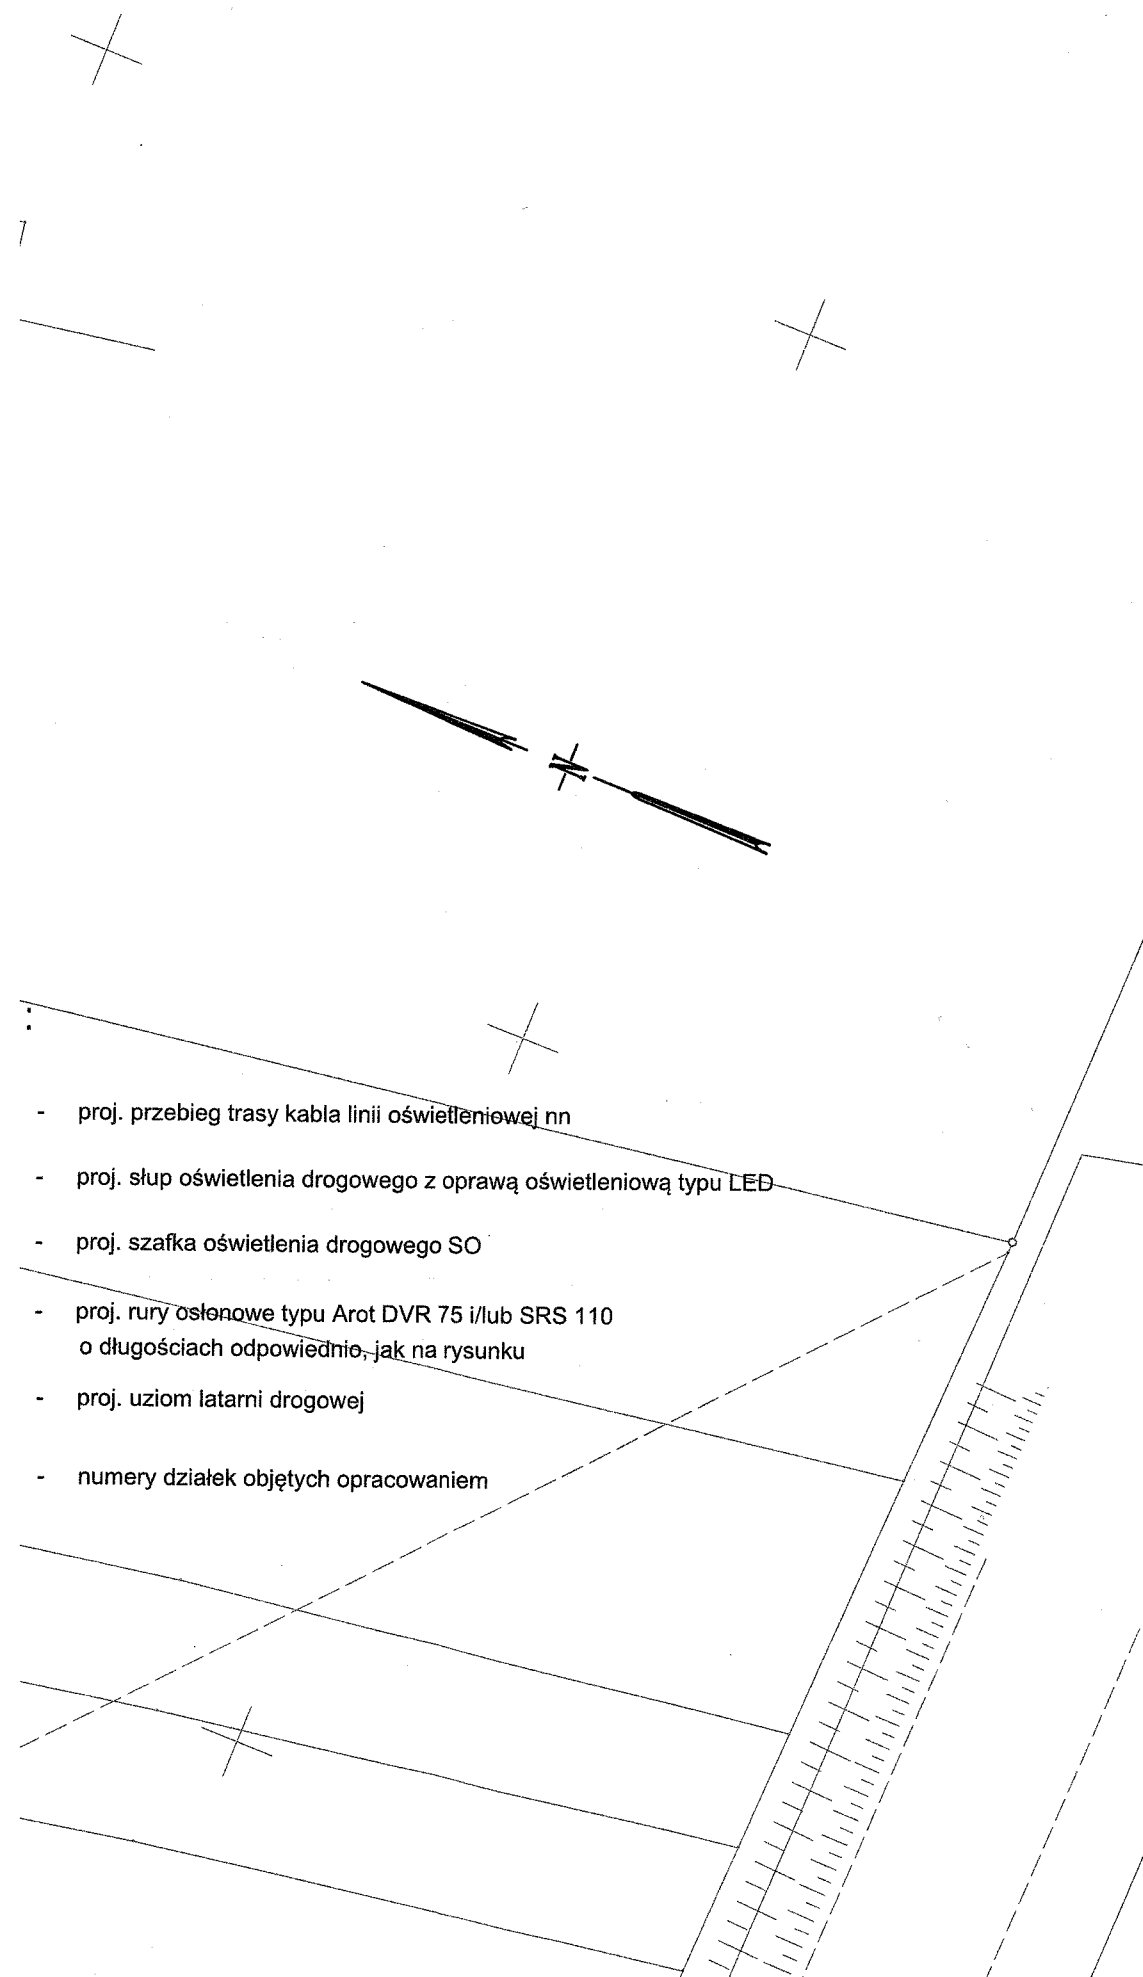 N
:
- proj. przebieg trasy kabla linii oświetleniowej nn
- proj. słup oświetlenia drogowego z oprawą oświetleniową typu LED
- proj. szafka oświetlenia drogowego SO
- proj. rury osłonowe typu Arot DVR 75 i/lub SRS 110
o długościach odpowiednio, jak na rysunku
- proj. uziom latarni drogowej
- numery działek objętych opracowaniem